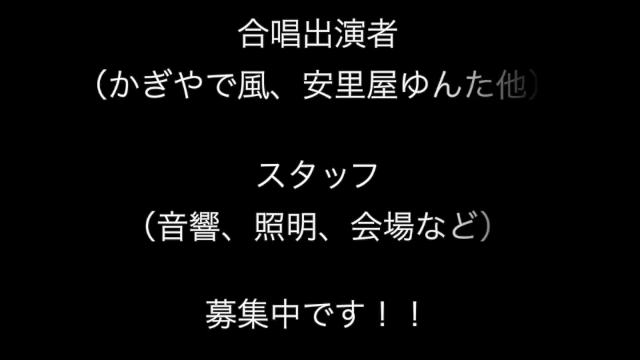 合唱出演者
（かぎやで風、安里屋ゆんた他）
スタッフ
（音響、照明、会場など）
募集中です！！